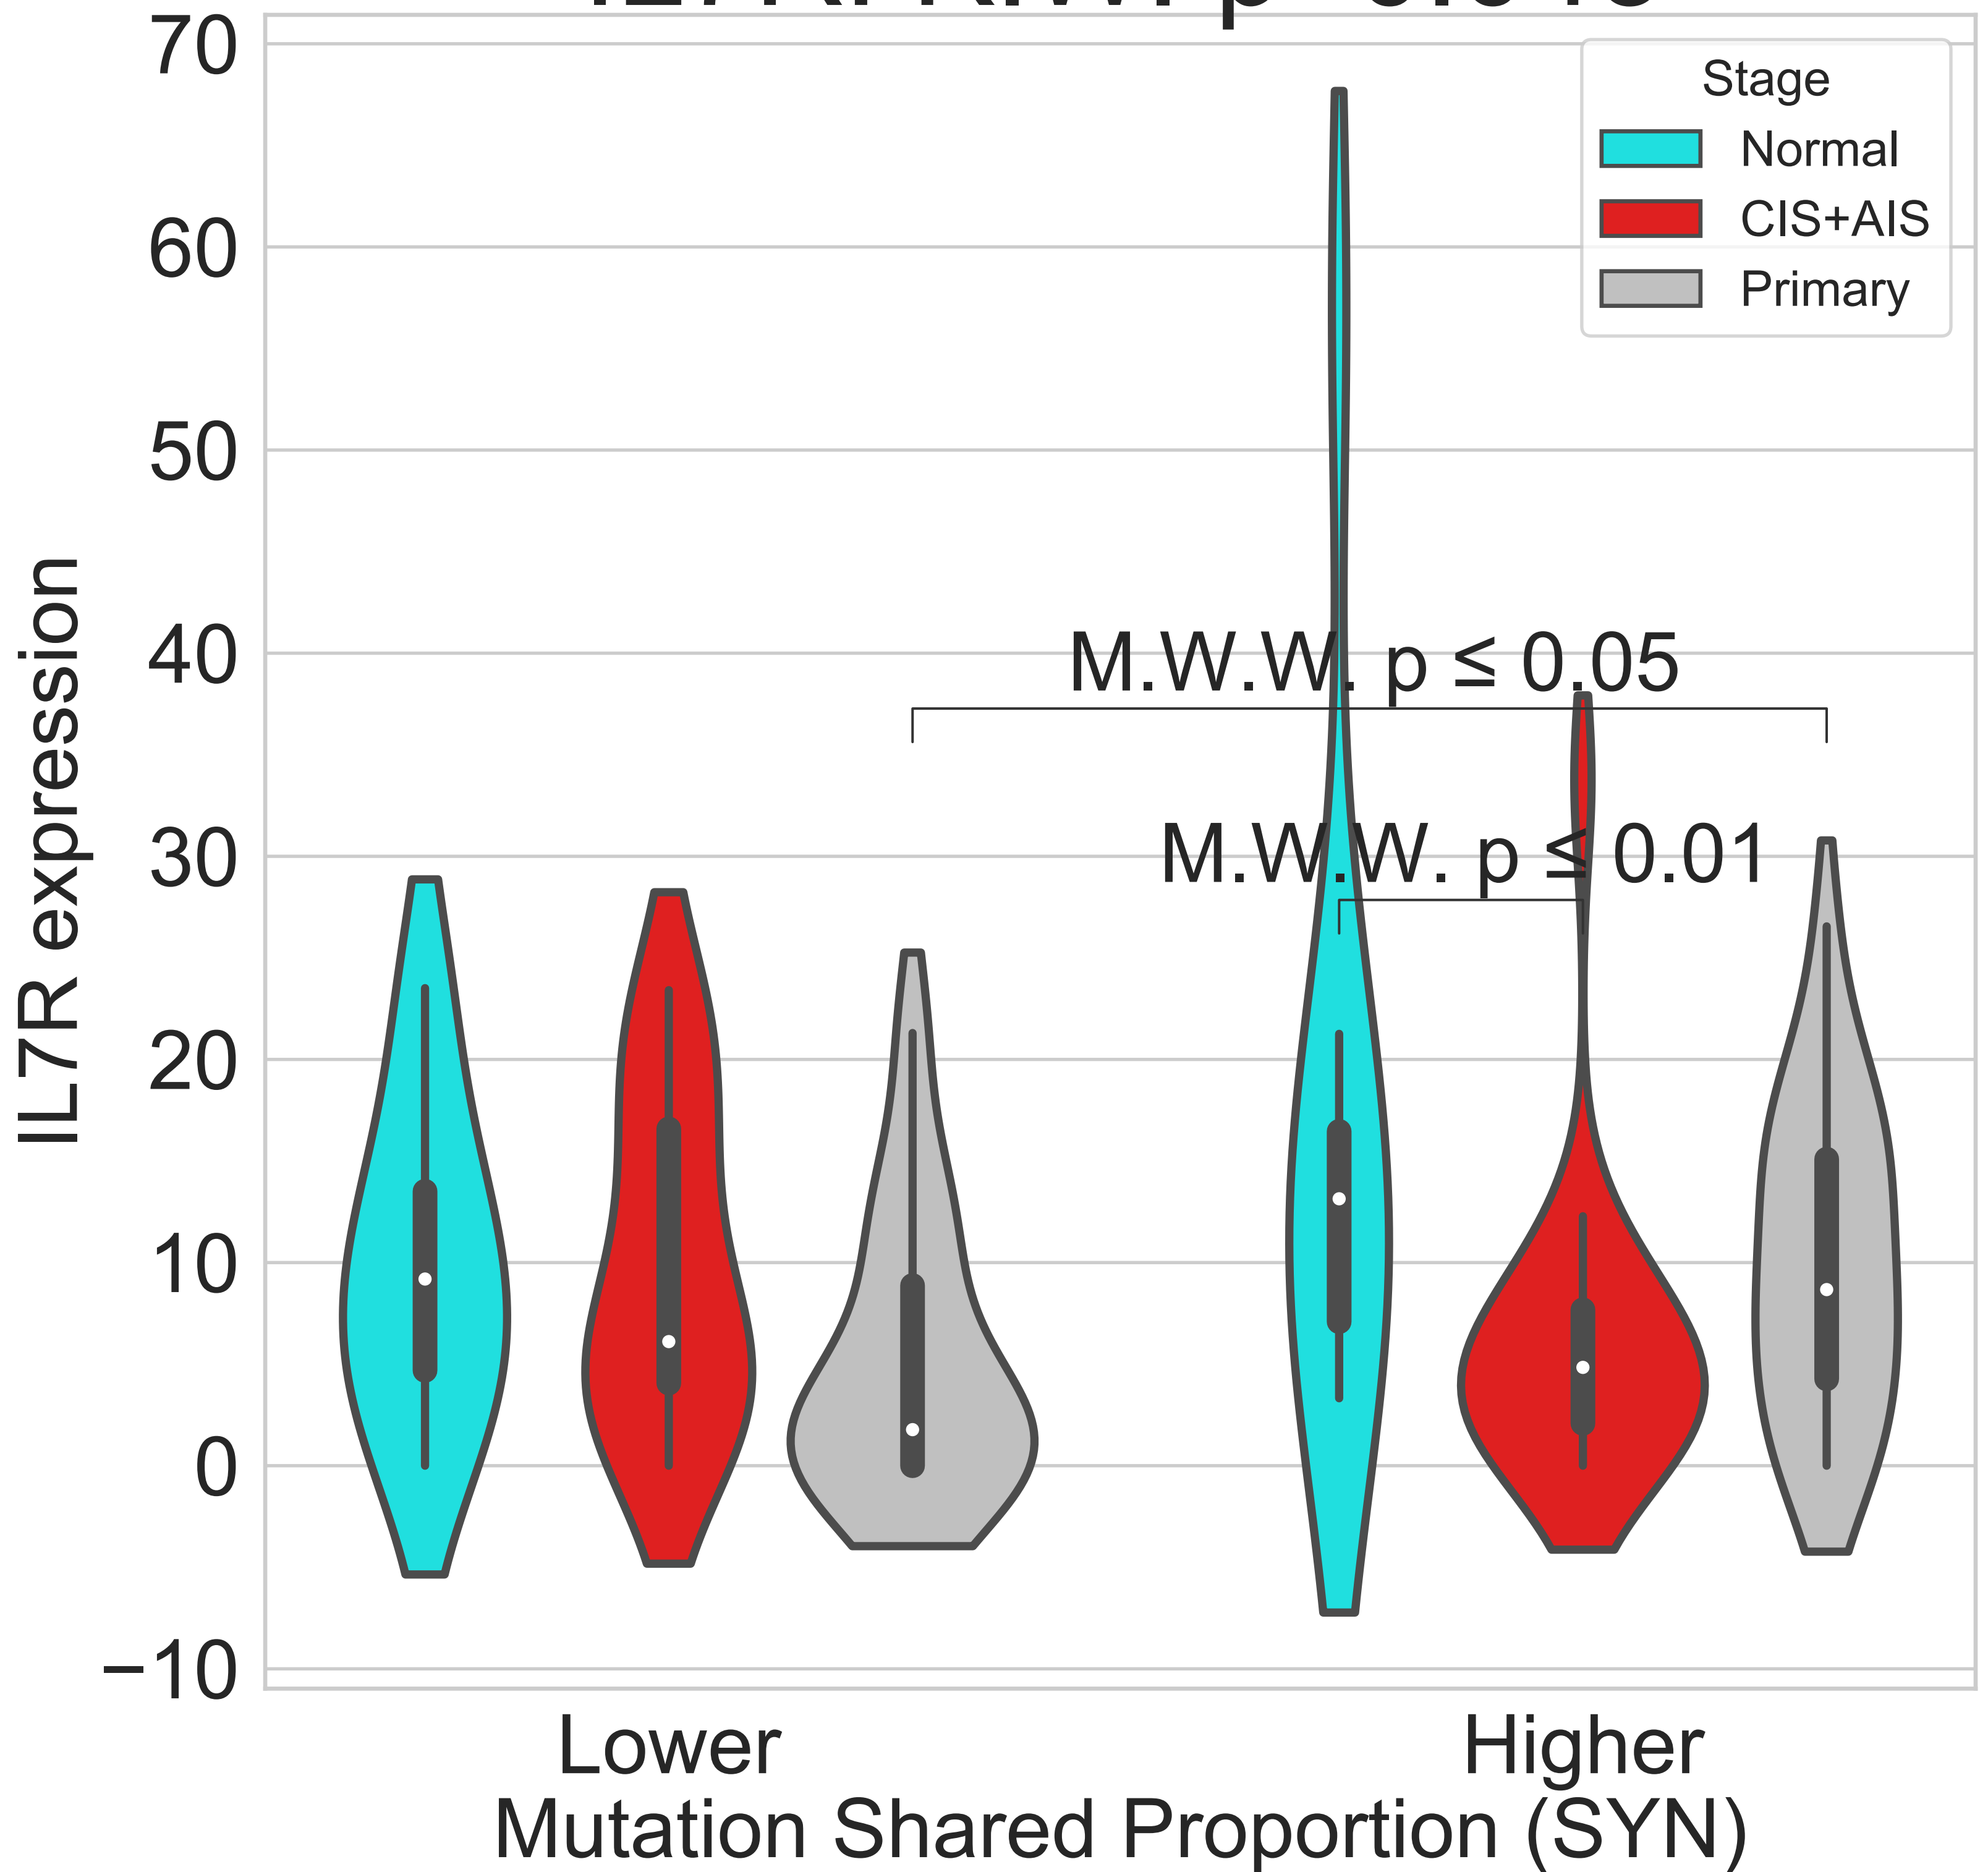 70
60
50
40
30
20
10
0
−10
IL7R expression
Stage
Normal
CIS+AIS
Primary
M.W.W. p ≤ 0.05
M.W.W. p ≤ 0.01
Lower
Higher
Mutation Shared Proportion (SYN)